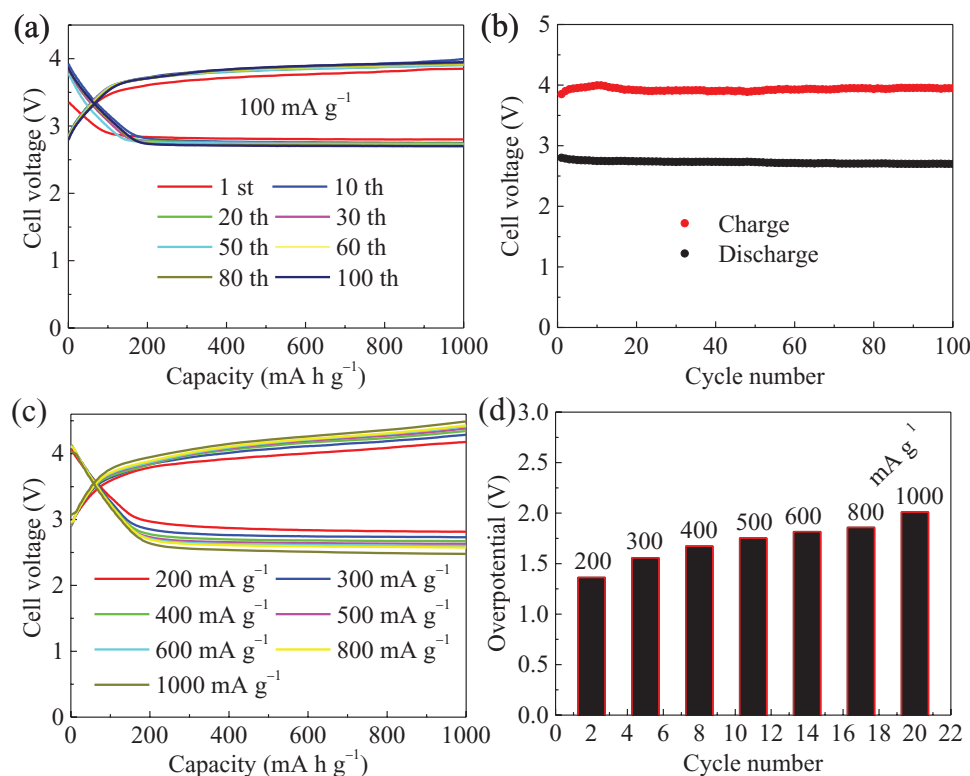 (a)
4
3
2
1
0
Cell voltage (V)
100 mA g⁻¹
1 st
10 th
20 th
30 th
50 th
60 th
80 th
100 th
0 200 400 600 800 1000
Capacity (mA h g⁻¹)
(b)
5
4
3
2
1
0
Cell voltage (V)
Charge
Discharge
0 20 40 60 80 100
Cycle number
(c)
4
3
2
1
0
Cell voltage (V)
200 mA g⁻¹
300 mA g⁻¹
400 mA g⁻¹
500 mA g⁻¹
600 mA g⁻¹
800 mA g⁻¹
1000 mA g⁻¹
0 200 400 600 800 1000
Capacity (mA h g⁻¹)
(d)
3.0
2.5
2.0
1.5
1.0
0.5
0.0
Overpotential (V)
mA g⁻¹
200 300 400 500 600 800 1000
0 2 4 6 8 10 12 14 16 18 20 22
Cycle number